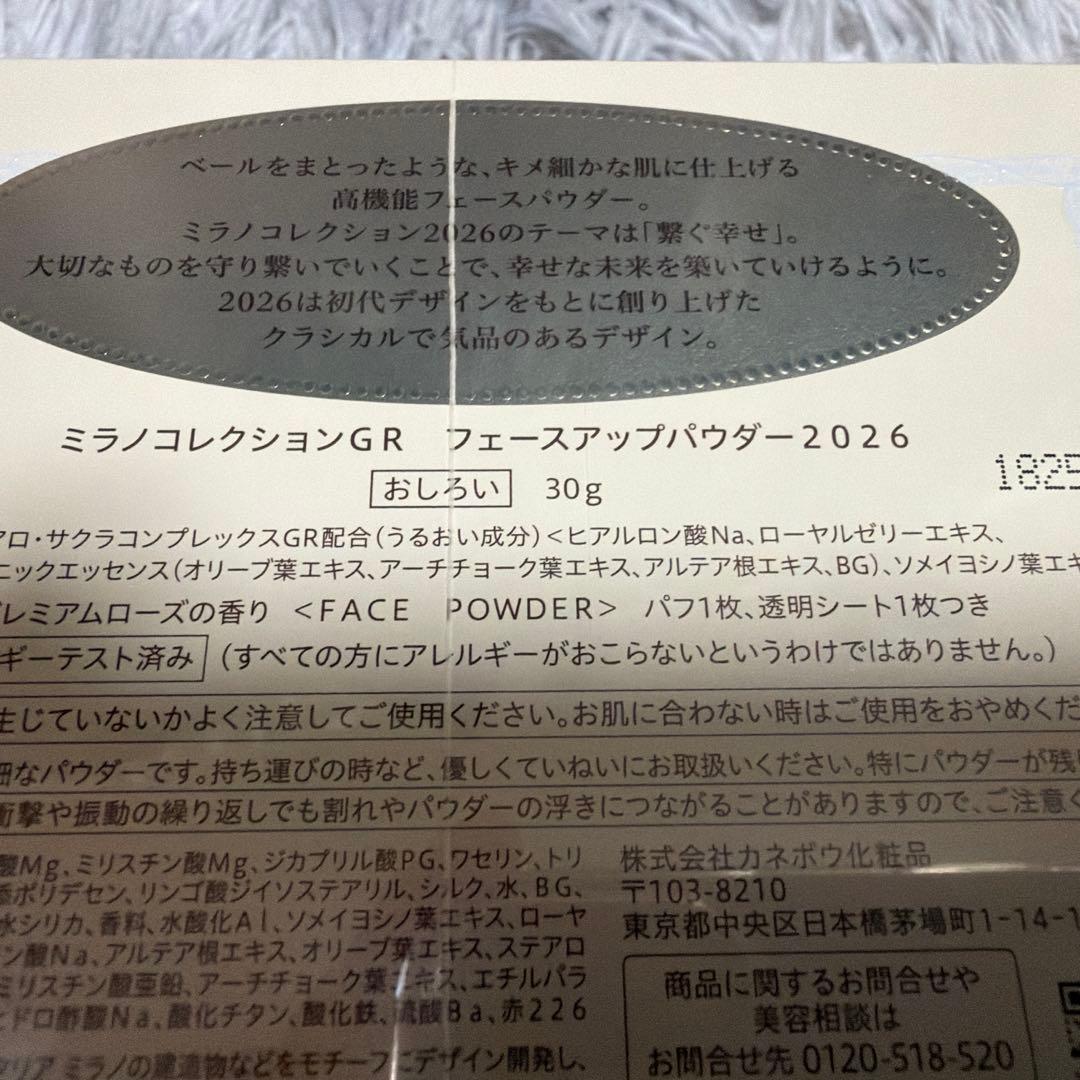 ベールをまとったような、キメ細かな肌に仕上げる
高機能フェースパウダー。
ミラノコレクション2026のテーマは「繋ぐ幸せ」。
大切なものを守り繋いでいくことで、幸せな未来を築いていけるように。
2026は初代デザインをもとに創り上げた
クラシカルで気品のあるデザイン。
ミラノコレクションGR フェースアップパウダー2026
1825
おしろい 30g
アロ・サクラコンプレックスGR配合(うるおい成分)<ヒアルロン酸Na、ローヤルゼリーエキス、
ニックエッセンス(オリーブ葉エキス、アーチチョーク葉エキス、アルテア根エキス、BG)、ソメイヨシノ葉エキ
プレミアムローズの香り <FACE POWDER> パフ1枚、透明シート1枚つき
ギーテスト済み (すべての方にアレルギーがおこらないというわけではありません。)
生じていないかよく注意してご使用ください。お肌に合わない時はご使用をおやめくだ
細なパウダーです。持ち運びの時など、優しくていねいにお取扱いください。特にパウダーが残
衝撃や振動の繰り返しでも割れやパウダーの浮きにつながることがありますので、ご注意く
酸Mg、ミリスチン酸Mg、ジカプリル酸PG、ワセリン、トリ
添ポリデセン、リンゴ酸ジイソステアリル、シルク、水、BG、
水シリカ、香料、水酸化Al、ソメイヨシノ葉エキス、ローヤ
ン酸Na、アルテア根エキス、オリーブ葉エキス、ステアロ
ミリスチン酸亜鉛、アーチチョーク葉エキス、エチルパラ
ヒドロ酢酸Na、酸化チタン、酸化鉄、硫酸Ba、赤226
タリア ミラノの建造物などをモチーフにデザイン開発し、
株式会社カネボウ化粧品
〒103-8210
東京都中央区日本橋茅場町1-14-1
商品に関するお問合せや
美容相談は
お問合せ先 0120-518-520